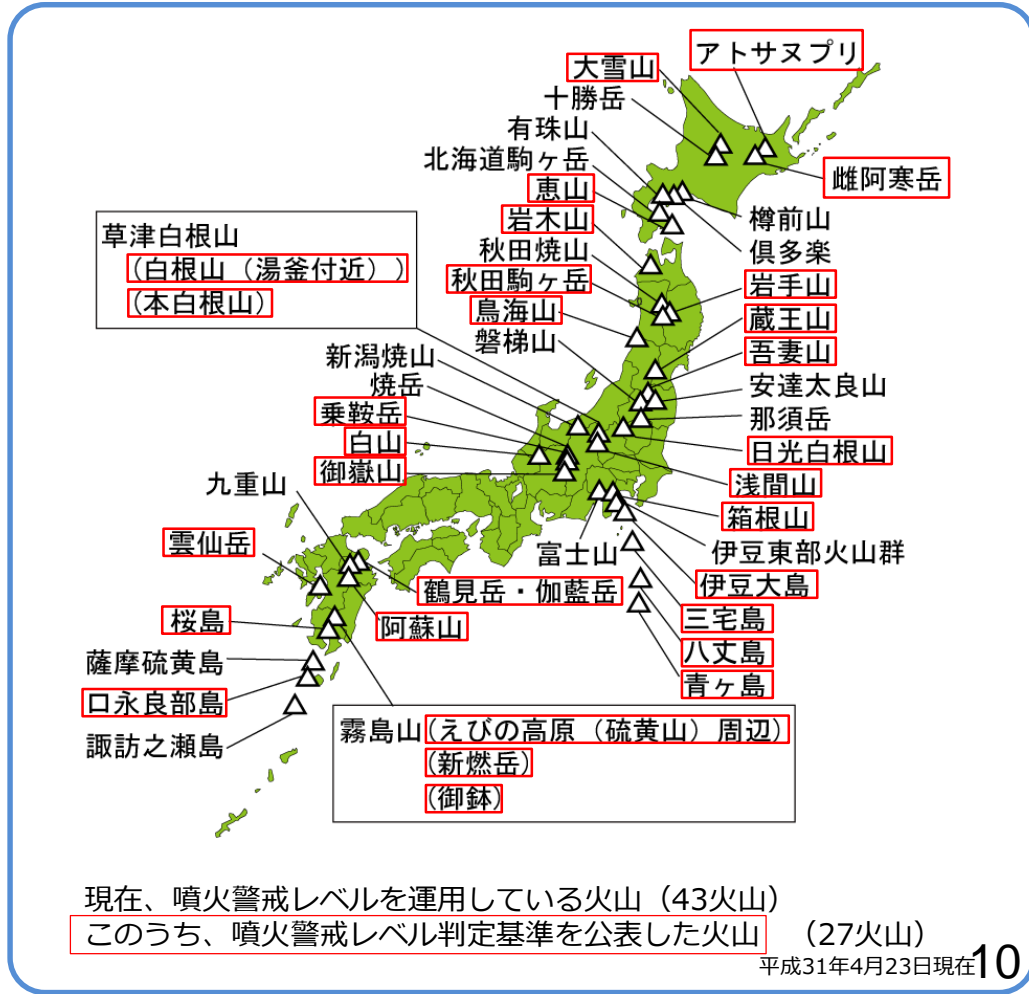 アトサヌプリ
大雪山
十勝岳
有珠山
北海道駒ヶ岳
恵山
岩木山
秋田焼山
秋田駒ヶ岳
鳥海山
磐梯山
雌阿寒岳
樽前山
倶多楽
岩手山
蔵王山
吾妻山
安達太良山
那須岳
日光白根山
浅間山
箱根山
伊豆東部火山群
富士山
伊豆大島
三宅島
八丈島
青ヶ島
草津白根山
(白根山（湯釜付近）)
(本白根山)
新潟焼山
焼岳
乗鞍岳
白山
御嶽山
九重山
雲仙岳
鶴見岳・伽藍岳
阿蘇山
桜島
薩摩硫黄島
口永良部島
諏訪之瀬島
霧島山(えびの高原（硫黄山）周辺)
(新燃岳)
(御鉢)
現在、噴火警戒レベルを運用している火山（43火山）
このうち、噴火警戒レベル判定基準を公表した火山　（27火山）
平成31年4月23日現在
10